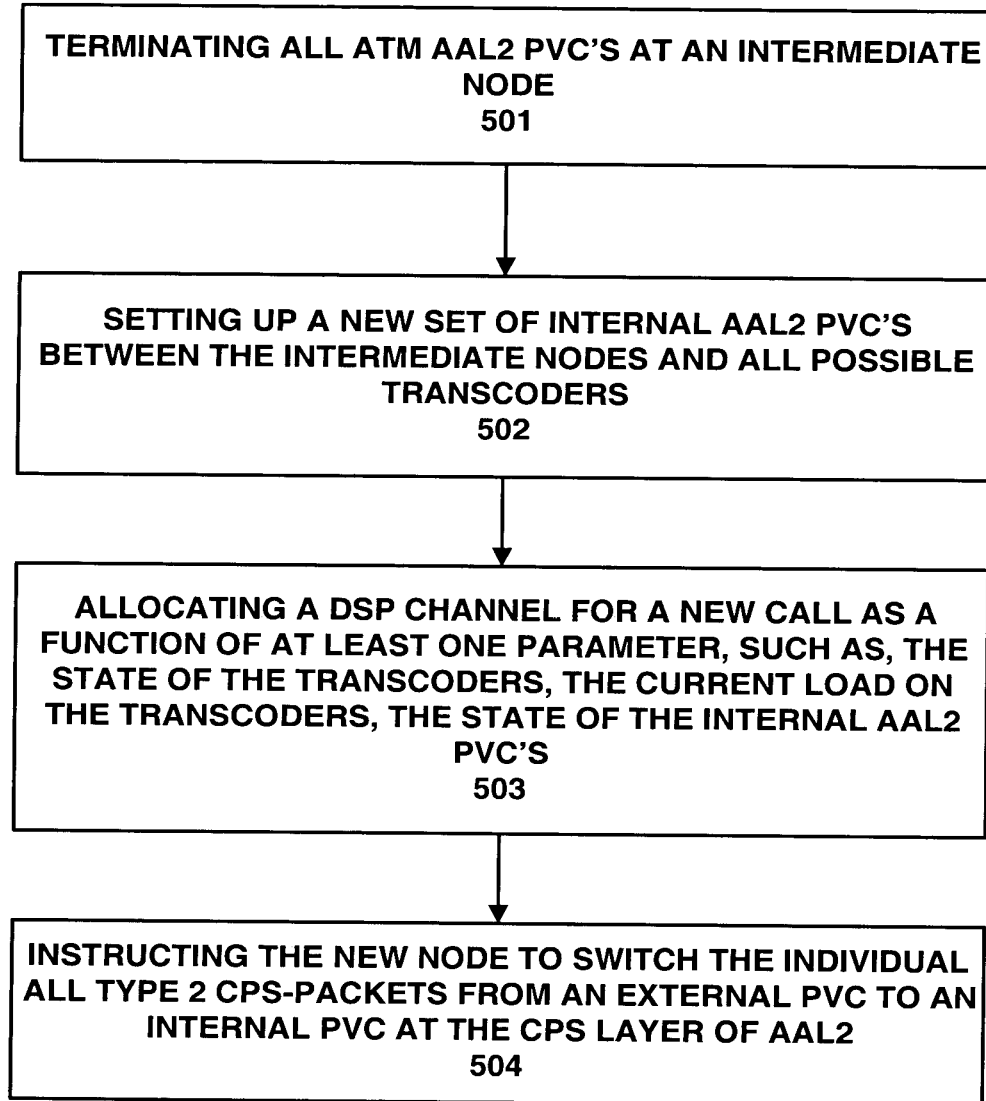 TERMINATING ALL ATM AAL2 PVC'S AT AN INTERMEDIATE
NODE
501
SETTING UP A NEW SET OF INTERNAL AAL2 PVC'S
BETWEEN THE INTERMEDIATE NODES AND ALL POSSIBLE
TRANSCODERS
502
ALLOCATING A DSP CHANNEL FOR A NEW CALL AS A
FUNCTION OF AT LEAST ONE PARAMETER, SUCH AS, THE
STATE OF THE TRANSCODERS, THE CURRENT LOAD ON
THE TRANSCODERS, THE STATE OF THE INTERNAL AAL2
PVC'S
503
INSTRUCTING THE NEW NODE TO SWITCH THE INDIVIDUAL
ALL TYPE 2 CPS-PACKETS FROM AN EXTERNAL PVC TO AN
INTERNAL PVC AT THE CPS LAYER OF AAL2
504